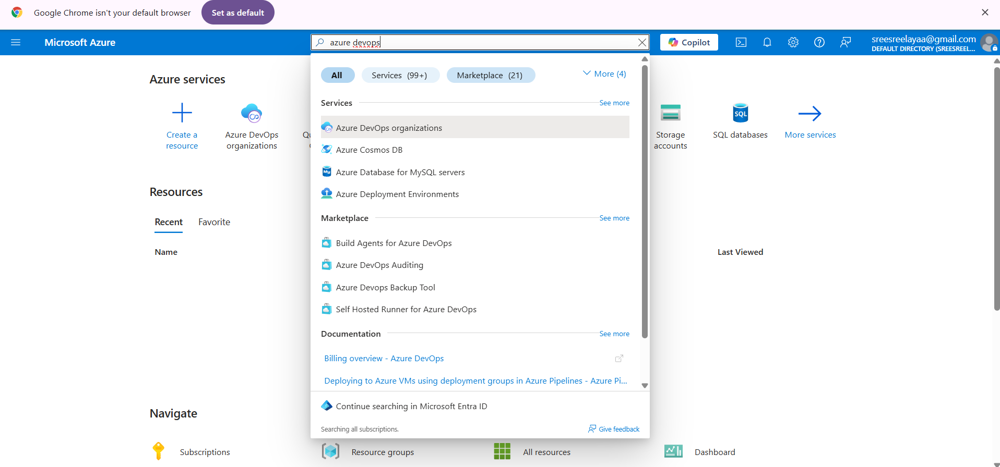 Google Chrome isn't your default browser
Set as default
Microsoft Azure
azure devops
Copilot
sreesreelayaa@gmail.com
DEFAULT DIRECTORY (SREESREEL...
All
Services (99+)
Marketplace (21)
More (4)
Azure services
Services
See more
Create a resource
Azure DevOps organizations
Azure DevOps organizations
Azure Cosmos DB
Azure Database for MySQL servers
Azure Deployment Environments
Storage accounts
SQL databases
SQL
More services
Resources
Recent
Favorite
Name
Last Viewed
Marketplace
See more
Build Agents for Azure DevOps
Azure DevOps Auditing
Azure Devops Backup Tool
Self Hosted Runner for Azure DevOps
Documentation
See more
Billing overview - Azure DevOps
Deploying to Azure VMs using deployment groups in Azure Pipelines - Azure Pi...
Continue searching in Microsoft Entra ID
Searching all subscriptions.
Give feedback
Navigate
Subscriptions
Resource groups
All resources
Dashboard